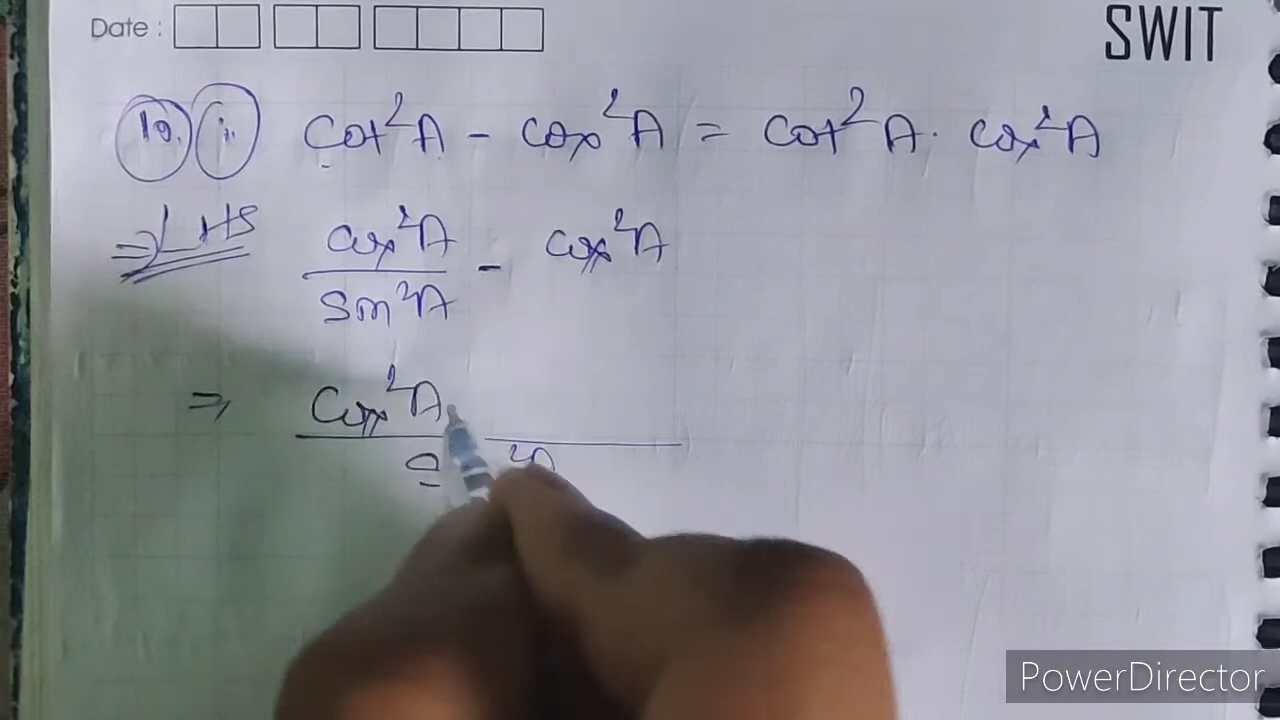 Date :
SWIT
10. i. Cot²A - Cos²A = Cot²A . Cos²A
=> LHS Cos²A / Sin²A - Cos²A
=> Cos²A
PowerDirector